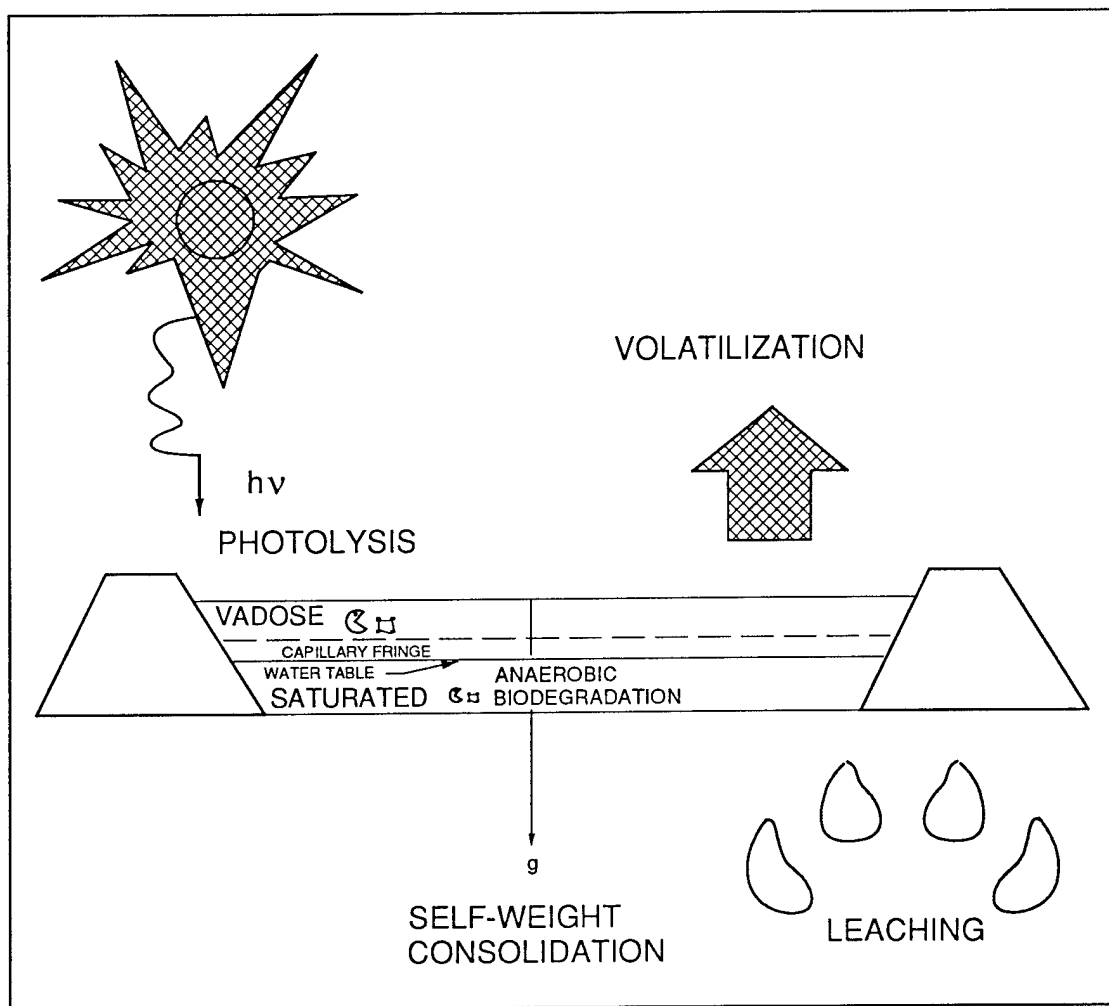 VOLATILIZATION
hν
PHOTOLYSIS
VADOSE
CAPILLARY FRINGE
WATER TABLE
ANAEROBIC
SATURATED
BIODEGRADATION
g
SELF-WEIGHT
CONSOLIDATION
LEACHING